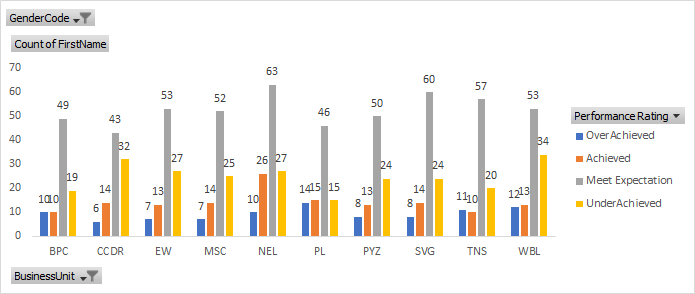 GenderCode
Count of FirstName
70
60
50
40
30
20
10
0
10 10 49 19
6 14 43 32
7 13 53 27
7 14 52 25
10 26 63 27
14 15 46 15
8 13 50 24
8 14 60 24
11 10 57 20
12 13 53 34
BPC CCDR EW MSC NEL PL PYZ SVG TNS WBL
Performance Rating
OverAchieved
Achieved
Meet Expectation
UnderAchieved
BusinessUnit